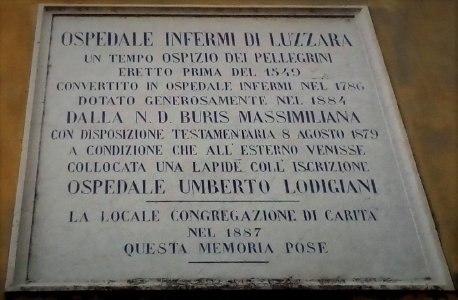 OSPEDALE INFERMI DI LUZZARA
UN TEMPO OSPIZIO DEI PELLEGRINI
ERETTO PRIMA DEL 1549
CONVERTITO IN OSPEDALE INFERMI NEL 1786
DOTATO GENEROSAMENTE NEL 1884
DALLA N. D. BURIS MASSIMILIANA
CON DISPOSIZIONE TESTAMENTARIA 8 AGOSTO 1879
A CONDIZIONE CHE ALL' ESTERNO VENISSE
COLLOCATA UNA LAPIDE COLL' ISCRIZIONE
OSPEDALE UMBERTO LODIGIANI
LA LOCALE CONGREGAZIONE DI CARITA'
NEL 1887
QUESTA MEMORIA POSE